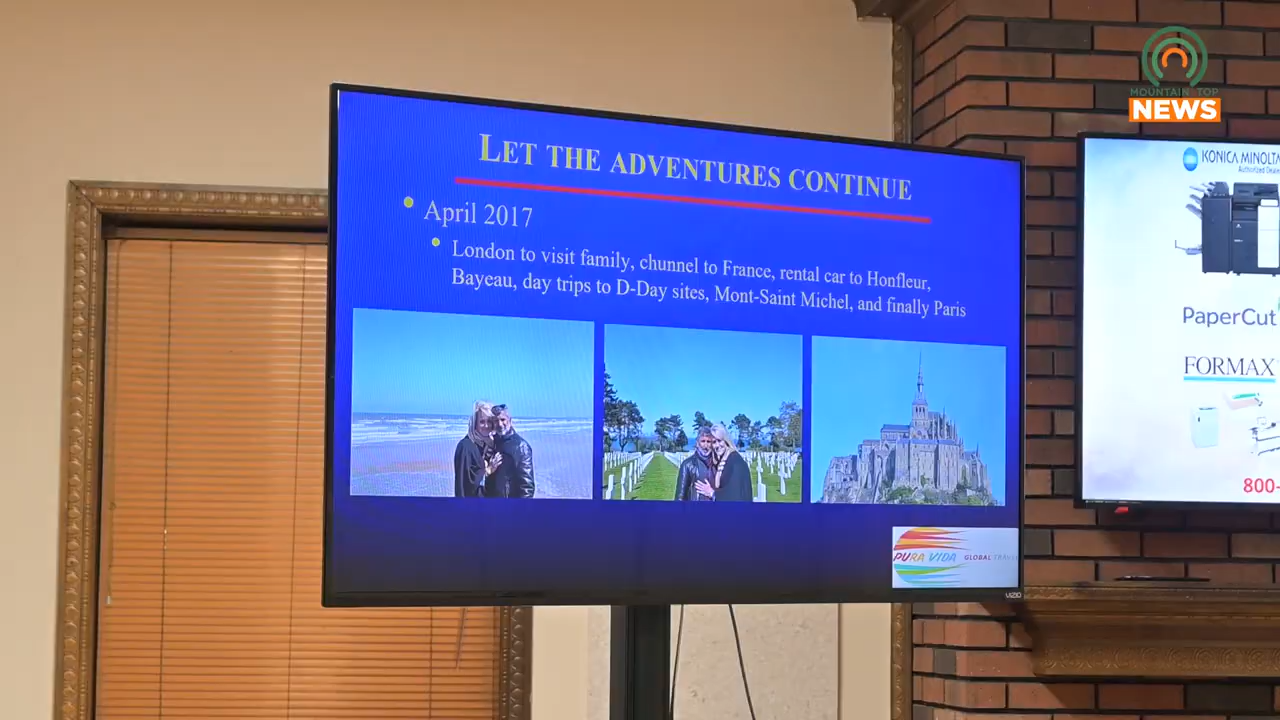 MOUNTAIN TOP
NEWS
LET THE ADVENTURES CONTINUE
April 2017
London to visit family, chunnel to France, rental car to Honfleur,
Bayeau, day trips to D-Day sites, Mont-Saint Michel, and finally Paris
PURA VIDA GLOBAL TRAVEL
VIZIO
KONICA MINOLTA
Authorized Dealer
PaperCut
FORMAX
800-